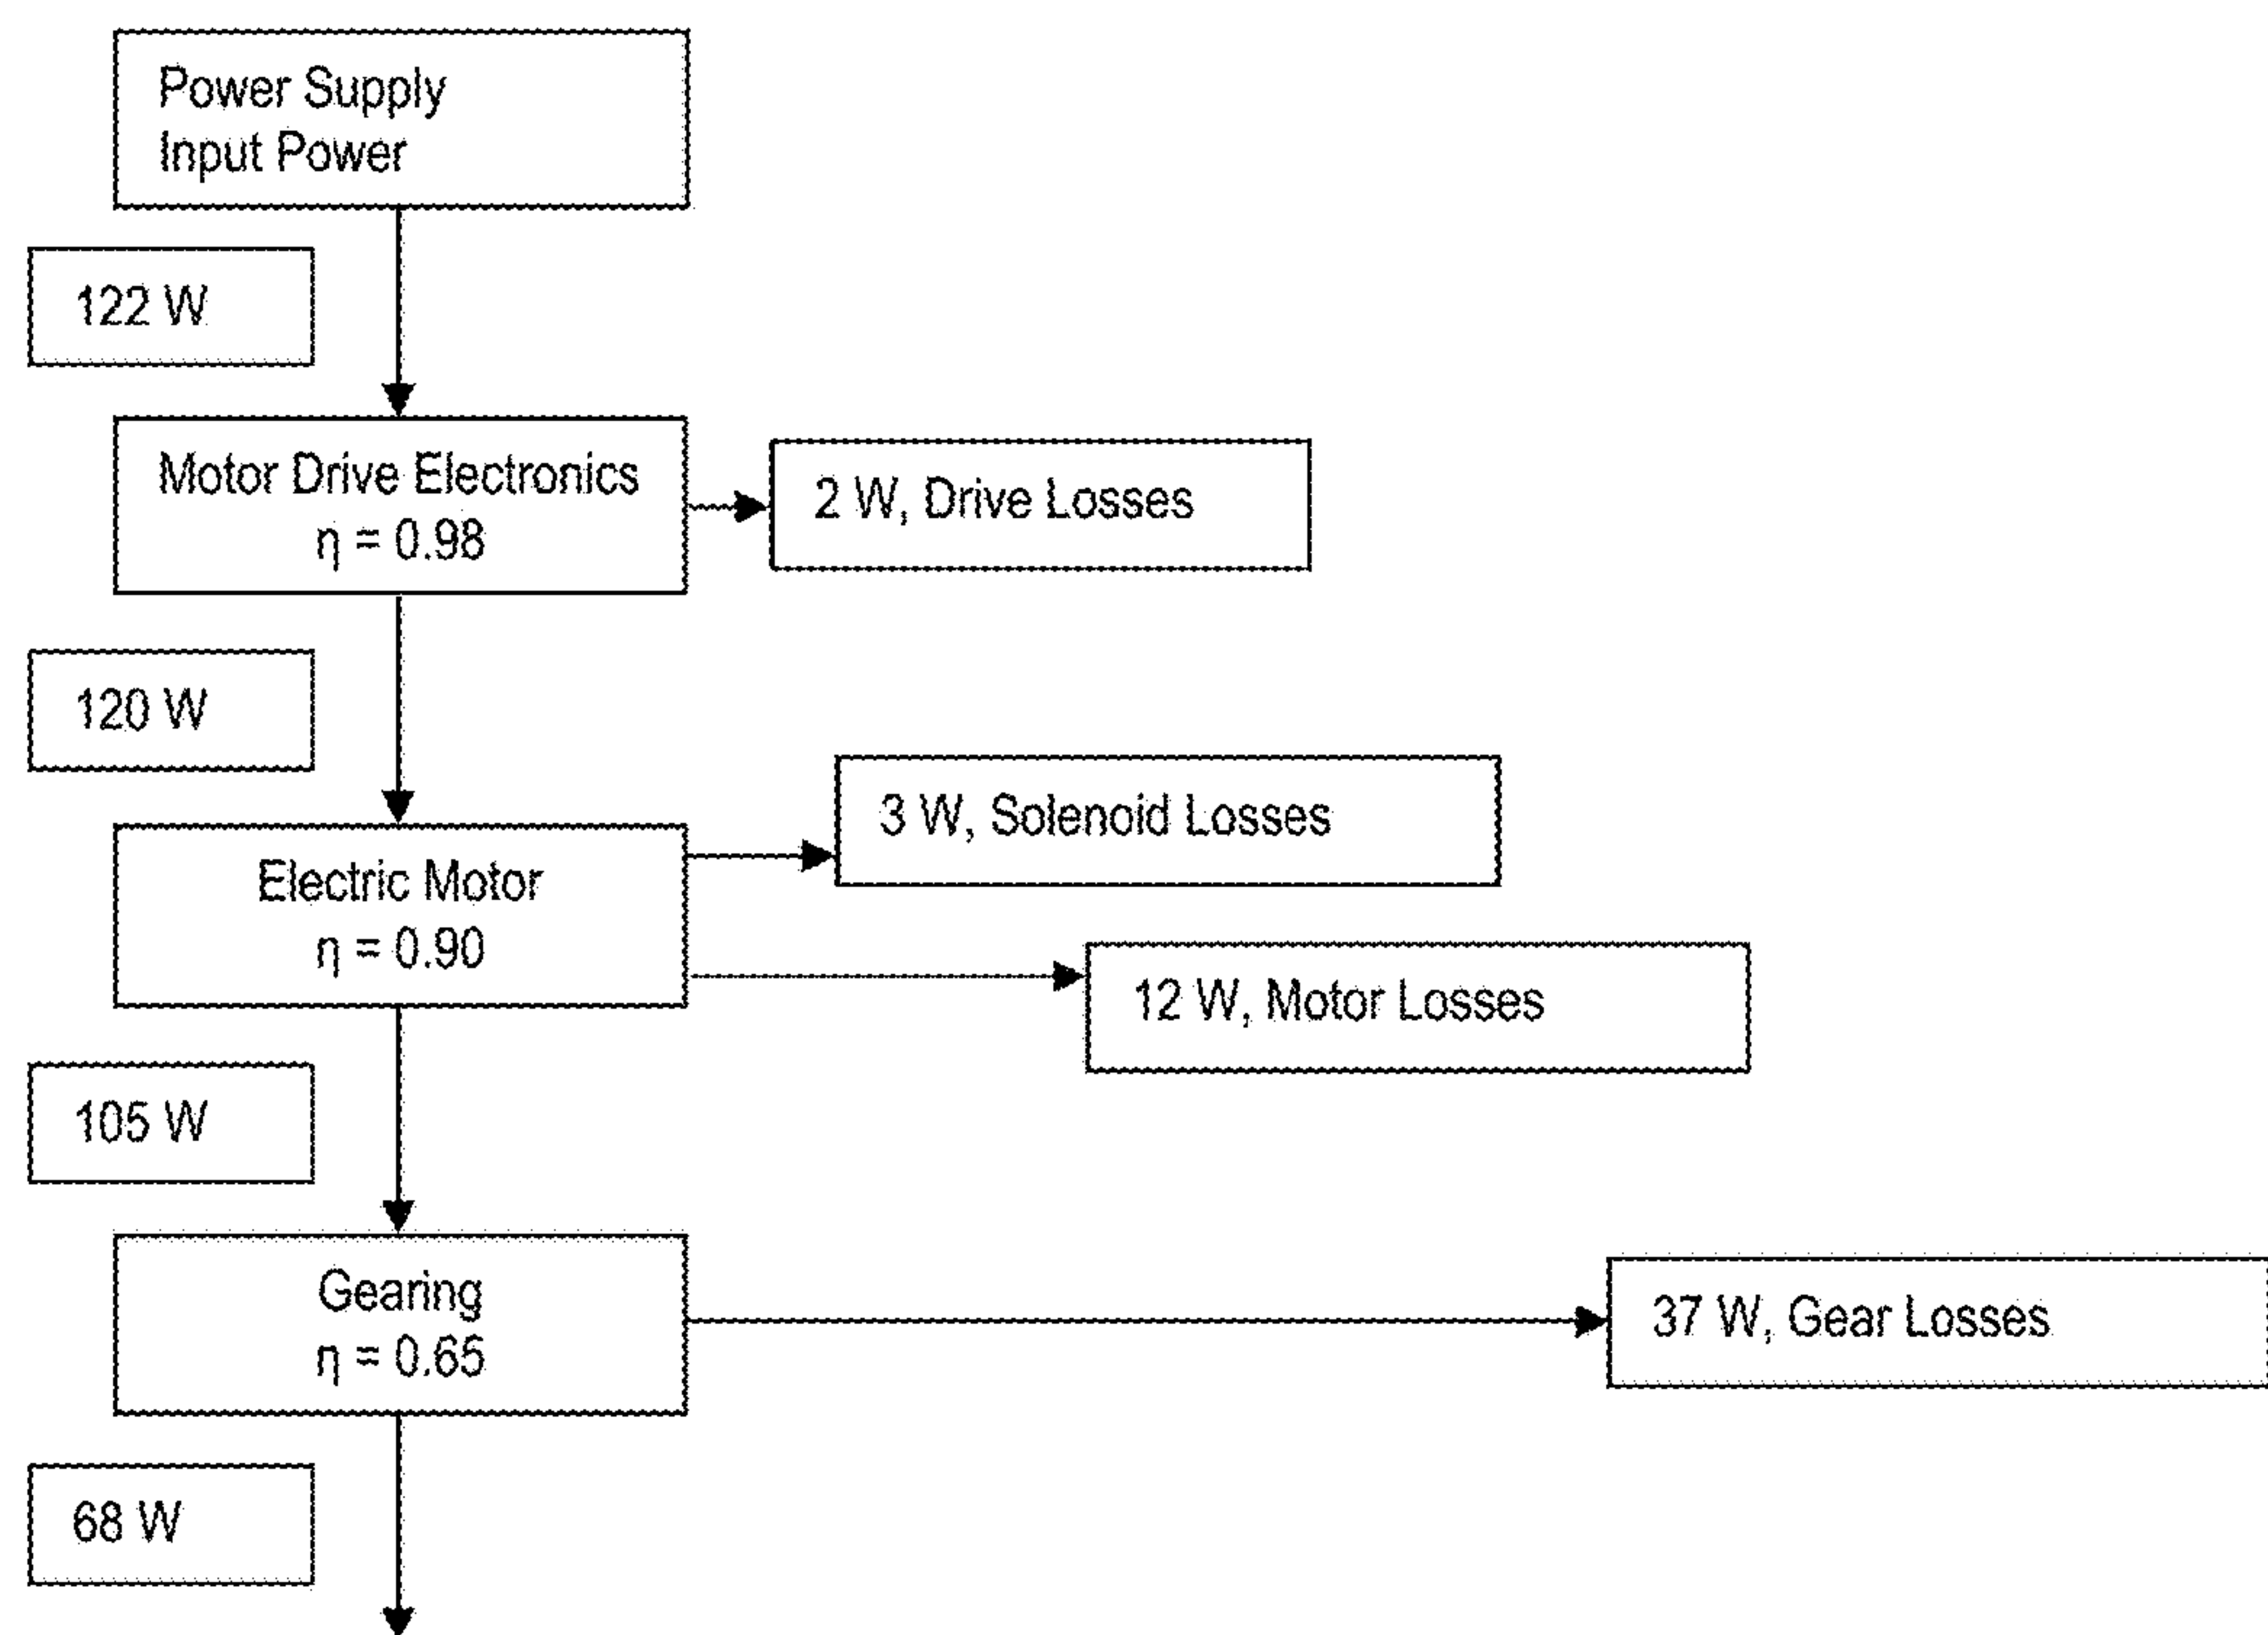 Power Supply
Input Power
122 W
Motor Drive Electronics
η = 0.98
2 W, Drive Losses
120 W
3 W, Solenoid Losses
Electric Motor
η = 0.90
12 W, Motor Losses
105 W
Gearing
η = 0.65
37 W, Gear Losses
68 W